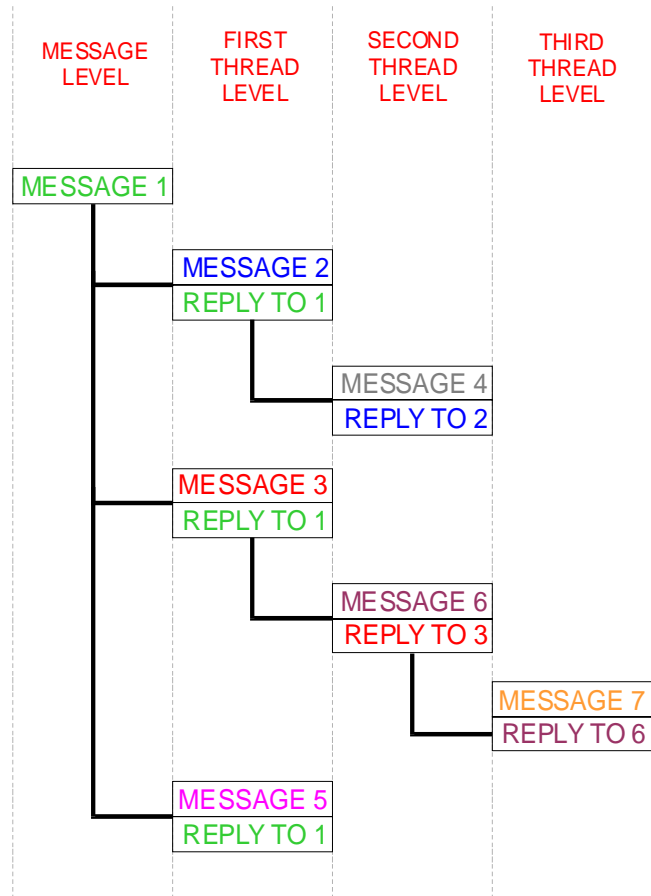 MESSAGE
LEVEL
FIRST
THREAD
LEVEL
SECOND
THREAD
LEVEL
THIRD
THREAD
LEVEL
MESSAGE 1
MESSAGE 2
REPLY TO 1
MESSAGE 4
REPLY TO 2
MESSAGE 3
REPLY TO 1
MESSAGE 6
REPLY TO 3
MESSAGE 7
REPLY TO 6
MESSAGE 5
REPLY TO 1